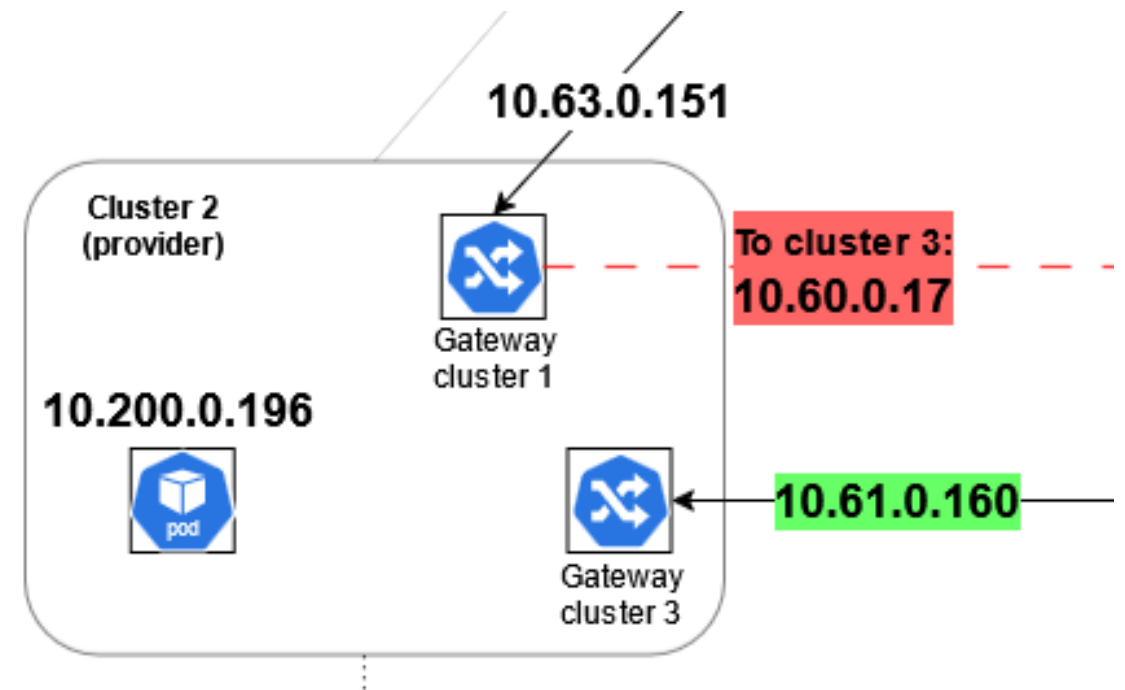 10.63.0.151
Cluster 2
(provider)
To cluster 3:
10.60.0.17
Gateway
cluster 1
10.200.0.196
pod
10.61.0.160
Gateway
cluster 3